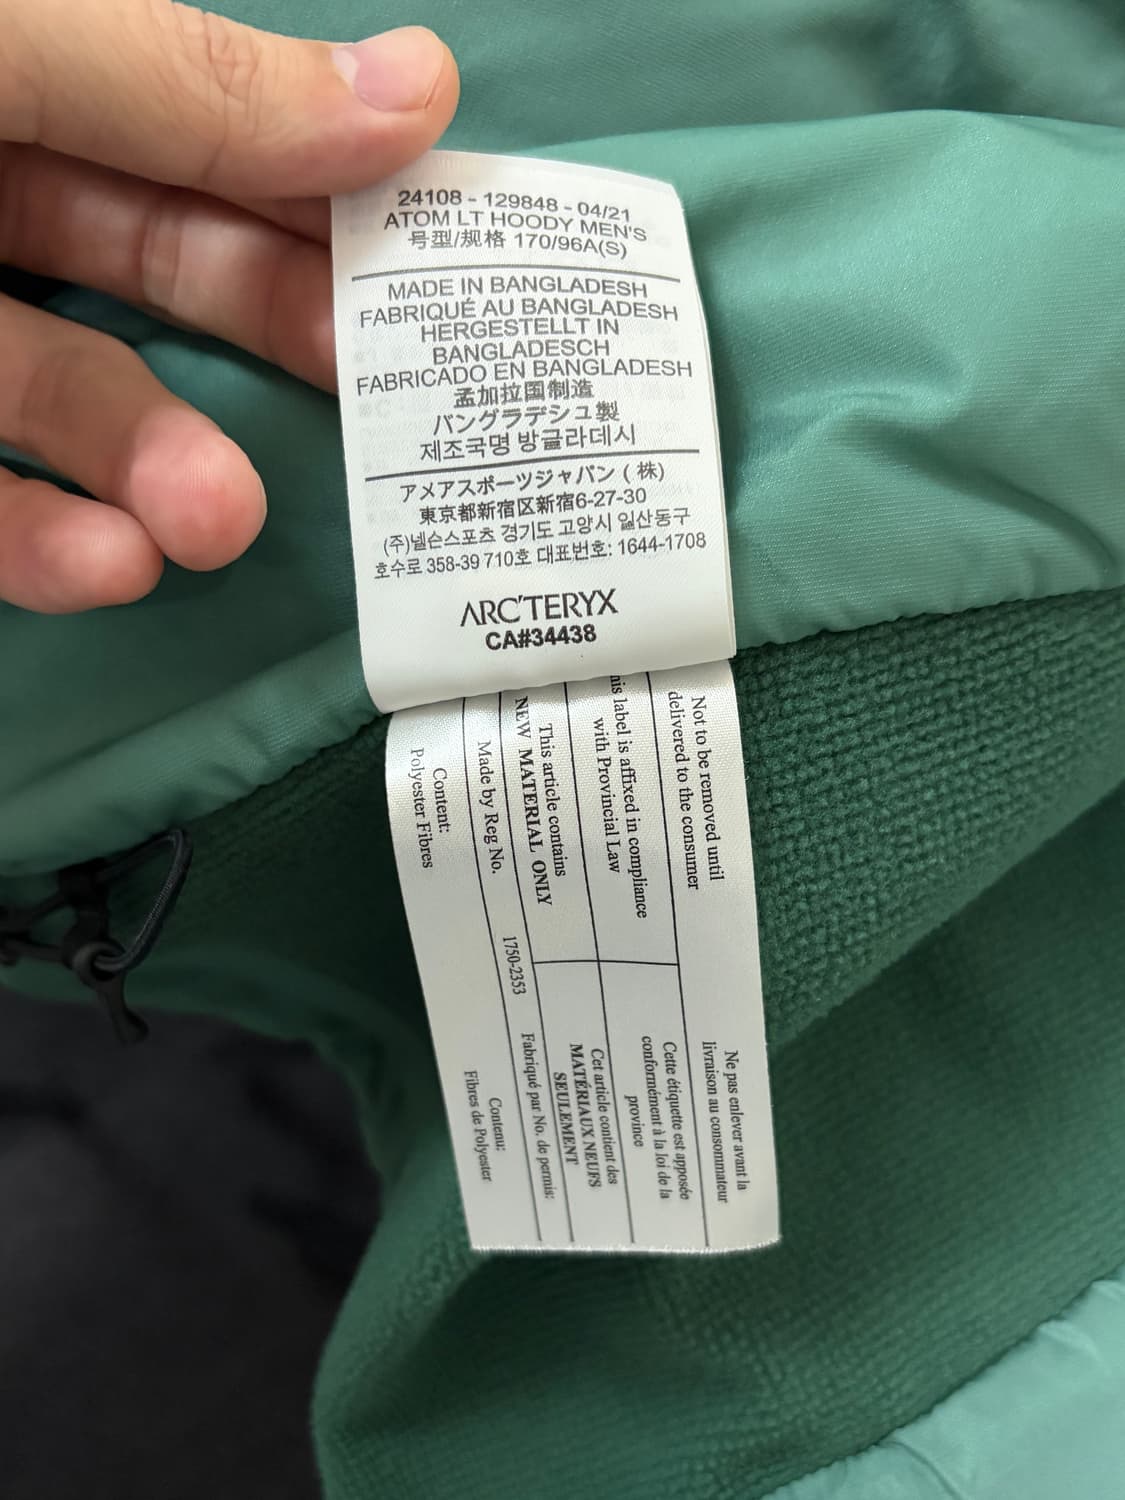 24108 - 129848 - 04/21
ATOM LT HOODY MEN'S
号型/规格 170/96A(S)
MADE IN BANGLADESH
FABRIQUÉ AU BANGLADESH
HERGESTELLT IN
BANGLADESCH
FABRICADO EN BANGLADESH
孟加拉国制造
バングラデシュ製
제조국명 방글라데시
アメアスポーツジャパン ( 株)
東京都新宿区新宿6-27-30
(주)넬슨스포츠 경기도 고양시 일산동구
호수로 358-39 710호 대표번호: 1644-1708
ARC'TERYX
CA#34438
Not to be removed until
delivered to the consumer
Ne pas enlever avant la
livraison au consommateur
his label is affixed in compliance
with Provincial Law
Cette étiquette est apposée
conformément à la loi de la
province
This article contains
NEW MATERIAL ONLY
Cet article contient des
MATÉRIAUX NEUFS
SEULEMENT
Made by Reg No.
1750-2353
Fabriqué par No. de permis:
Content:
Polyester Fibres
Contenu:
Fibres de Polyester